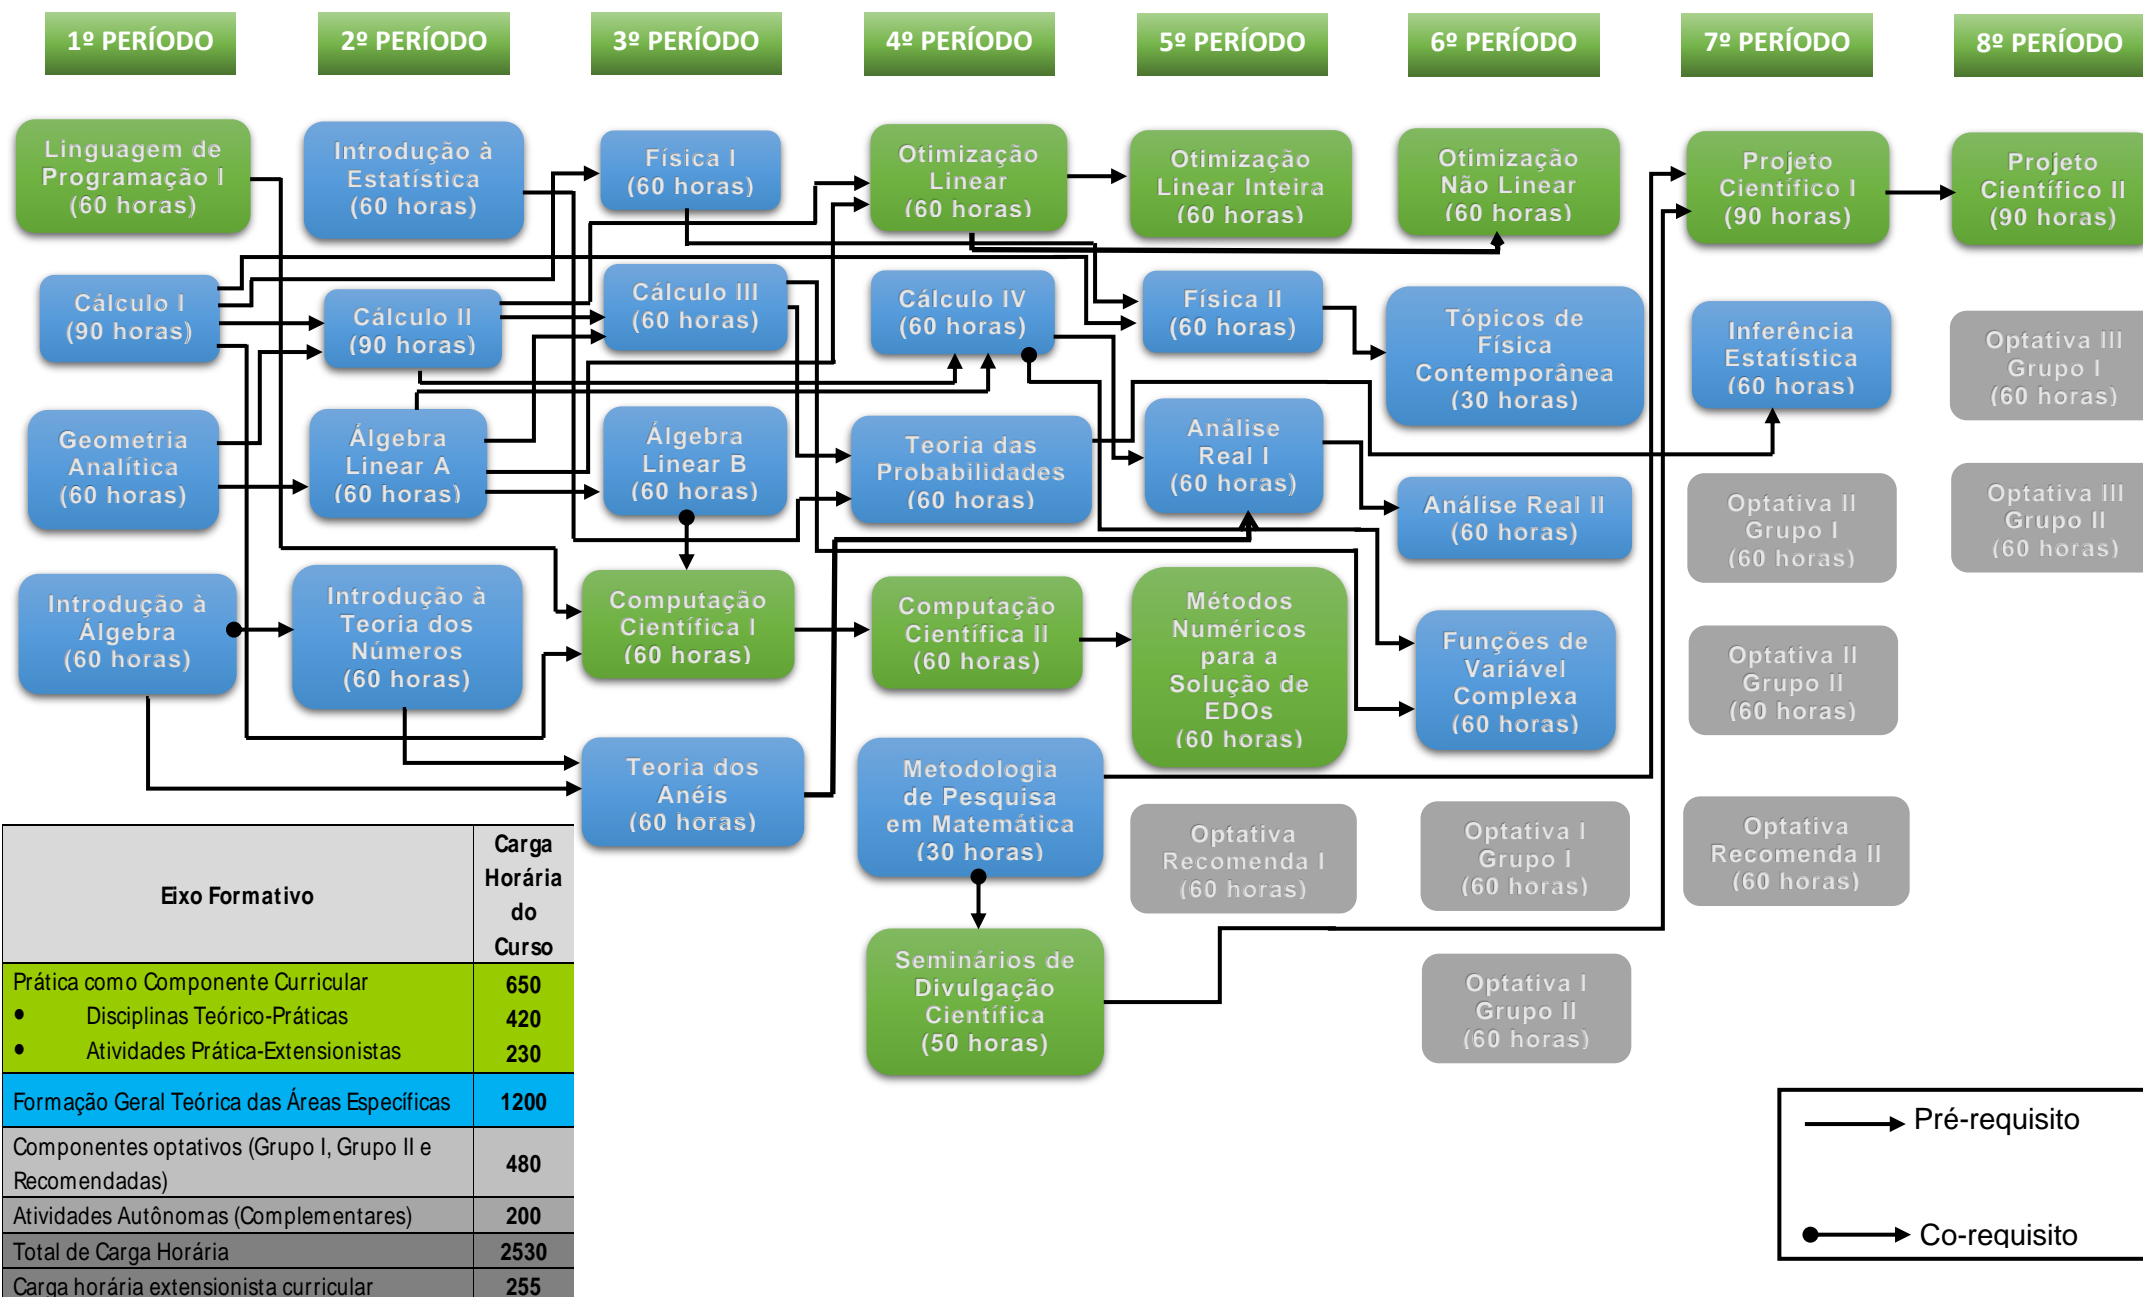 1º PERÍODO
2º PERÍODO
3º PERÍODO
4º PERÍODO
5º PERÍODO
6º PERÍODO
7º PERÍODO
8º PERÍODO
Linguagem de
Programação I
(60 horas)
Cálculo I
(90 horas)
Geometria
Analítica
(60 horas)
Introdução à
Álgebra
(60 horas)
Introdução à
Estatística
(60 horas)
Cálculo II
(90 horas)
Álgebra
Linear A
(60 horas)
Introdução à
Teoria dos
Números
(60 horas)
Física I
(60 horas)
Cálculo III
(60 horas)
Álgebra
Linear B
(60 horas)
Computação
Científica I
(60 horas)
Teoria dos
Anéis
(60 horas)
Otimização
Linear
(60 horas)
Cálculo IV
(60 horas)
Teoria das
Probabilidades
(60 horas)
Computação
Científica II
(60 horas)
Metodologia
de Pesquisa
em Matemática
(30 horas)
Seminários de
Divulgação
Científica
(50 horas)
Otimização
Linear Inteira
(60 horas)
Física II
(60 horas)
Análise
Real I
(60 horas)
Métodos
Numéricos
para a
Solução de
EDOs
(60 horas)
Optativa
Recomenda I
(60 horas)
Otimização
Não Linear
(60 horas)
Tópicos de
Física
Contemporânea
(30 horas)
Análise Real II
(60 horas)
Funções de
Variável
Complexa
(60 horas)
Optativa I
Grupo I
(60 horas)
Optativa I
Grupo II
(60 horas)
Projeto
Científico I
(90 horas)
Inferência
Estatística
(60 horas)
Optativa II
Grupo I
(60 horas)
Optativa II
Grupo II
(60 horas)
Optativa
Recomenda II
(60 horas)
Projeto
Científico II
(90 horas)
Optativa III
Grupo I
(60 horas)
Optativa III
Grupo II
(60 horas)
Eixo Formativo
Carga
Horária
do
Curso
Prática como Componente Curricular 650
• Disciplinas Teórico-Práticas 420
• Atividades Prática-Extensionistas 230
Formação Geral Teórica das Áreas Específicas 1200
Componentes optativos (Grupo I, Grupo II e
Recomendadas) 480
Atividades Autônomas (Complementares) 200
Total de Carga Horária 2530
Carga horária extensionista curricular 255
Pré-requisito
Co-requisito